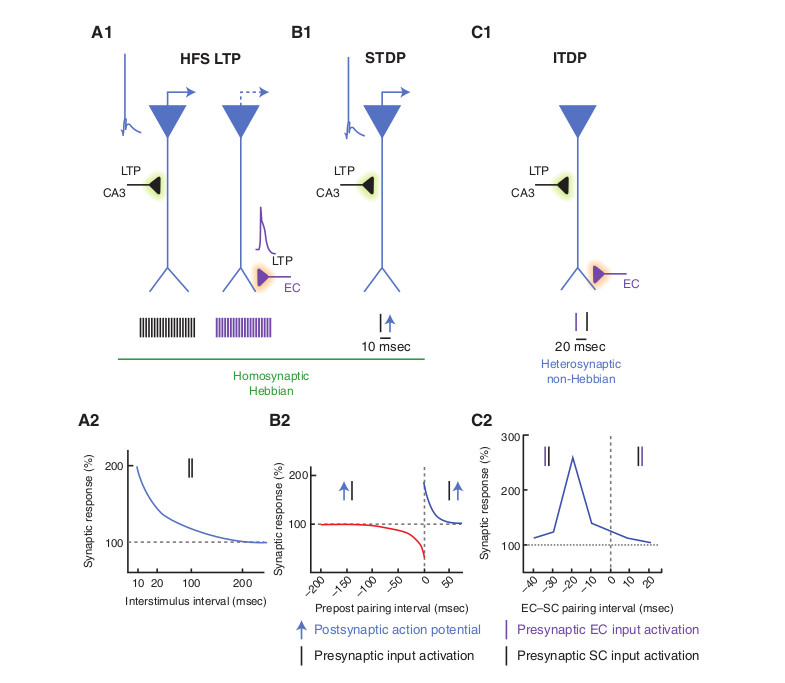 A1
B1
C1
HFS LTP
STDP
ITDP
LTP
CA3
LTP
EC
LTP
CA3
LTP
CA3
EC
10 msec
20 msec
Homosynaptic
Hebbian
Heterosynaptic
non-Hebbian
A2
B2
C2
Synaptic response (%)
200
100
10 20 100 200
Interstimulus interval (msec)
Synaptic response (%)
200
100
–200 –150 –100 –50 0 50
Prepost pairing interval (msec)
Synaptic response (%)
300
200
100
–40 –30 –20 –10 0 10 20
EC–SC pairing interval (msec)
Postsynaptic action potential
Presynaptic EC input activation
Presynaptic input activation
Presynaptic SC input activation